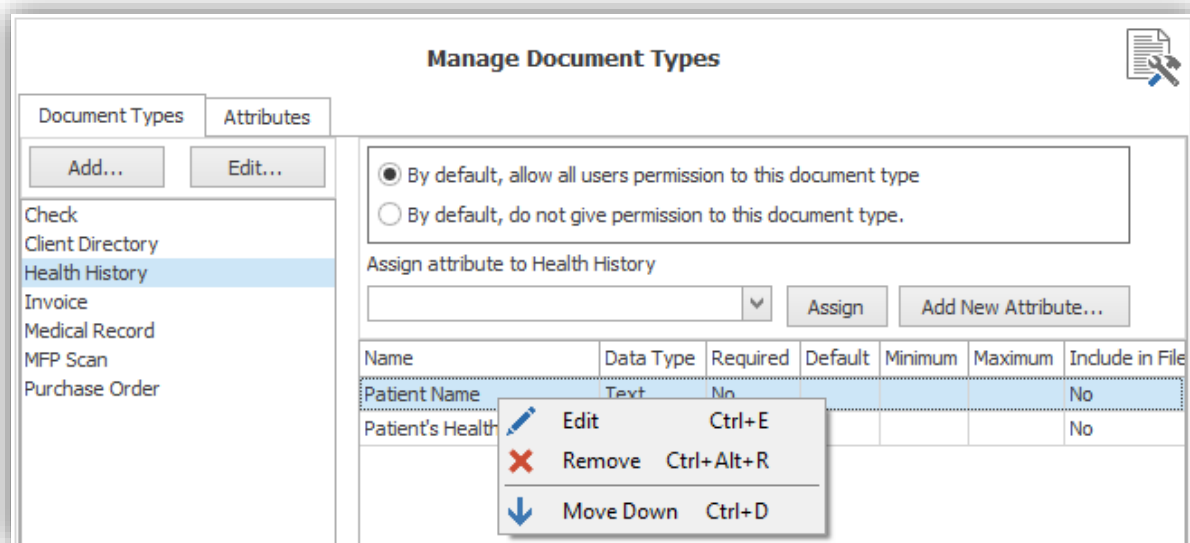 Manage Document Types
Document Types Attributes
Add... Edit...
Check
Client Directory
Health History
Invoice
Medical Record
MFP Scan
Purchase Order
By default, allow all users permission to this document type
By default, do not give permission to this document type.
Assign attribute to Health History
Assign Add New Attribute...
Name Data Type Required Default Minimum Maximum Include in File
Patient Name Text No No
Patient's Health No
Edit Ctrl+E
Remove Ctrl+Alt+R
Move Down Ctrl+D